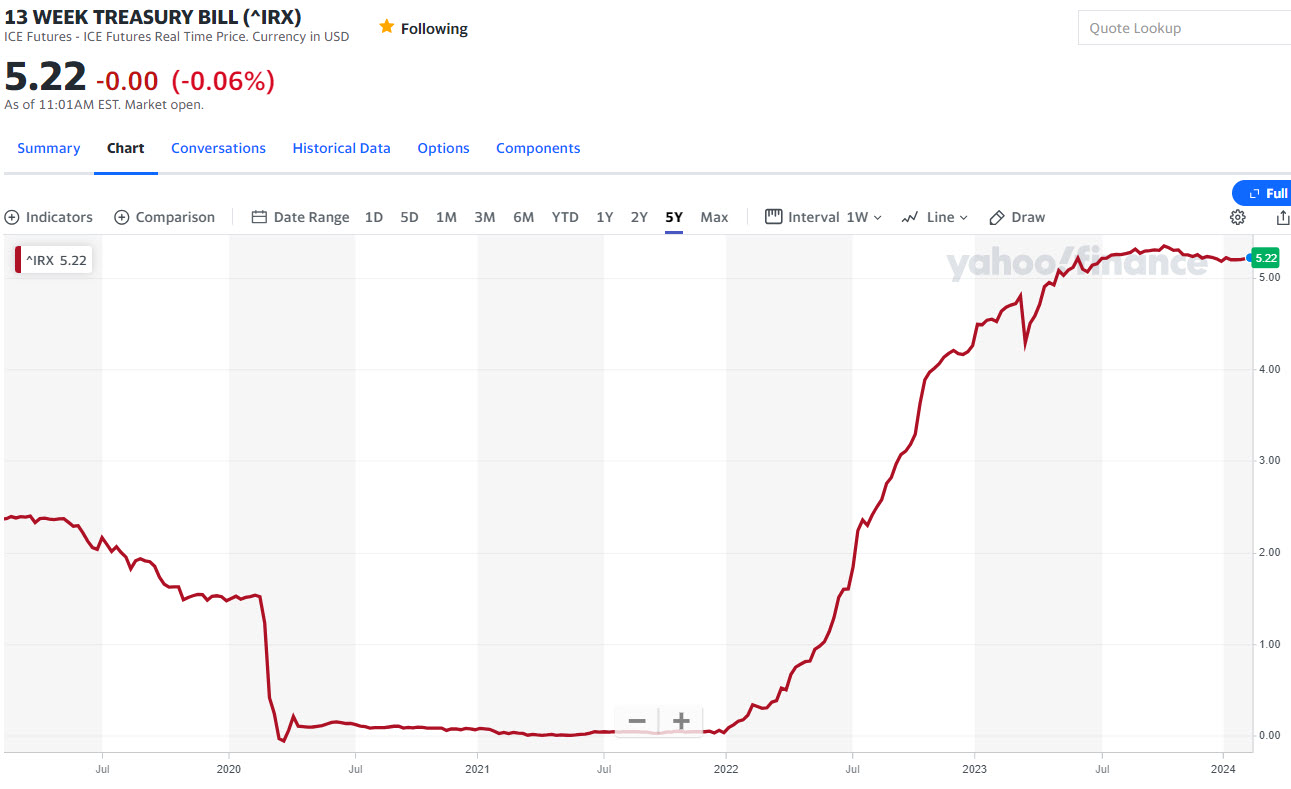 13 WEEK TREASURY BILL (^IRX)
ICE Futures - ICE Futures Real Time Price. Currency in USD
Following
Quote Lookup
5.22 -0.00 (-0.06%)
As of 11:01AM EST. Market open.
Summary Chart Conversations Historical Data Options Components
Full
Indicators Comparison Date Range 1D 5D 1M 3M 6M YTD 1Y 2Y 5Y Max Interval 1W Line Draw
^IRX 5.22
yahoo!finance
5.22
5.00
4.00
3.00
2.00
1.00
0.00
Jul 2020 Jul 2021 Jul 2022 Jul 2023 Jul 2024